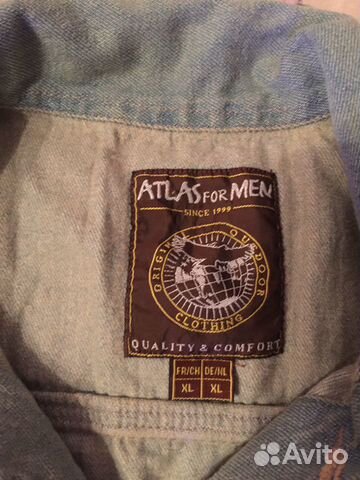 ATLAS FOR MEN
SINCE 1999
ORIGINAL OUTDOOR
CLOTHING
QUALITY & COMFORT
FR/CH DE/NL
XL XL
Avito